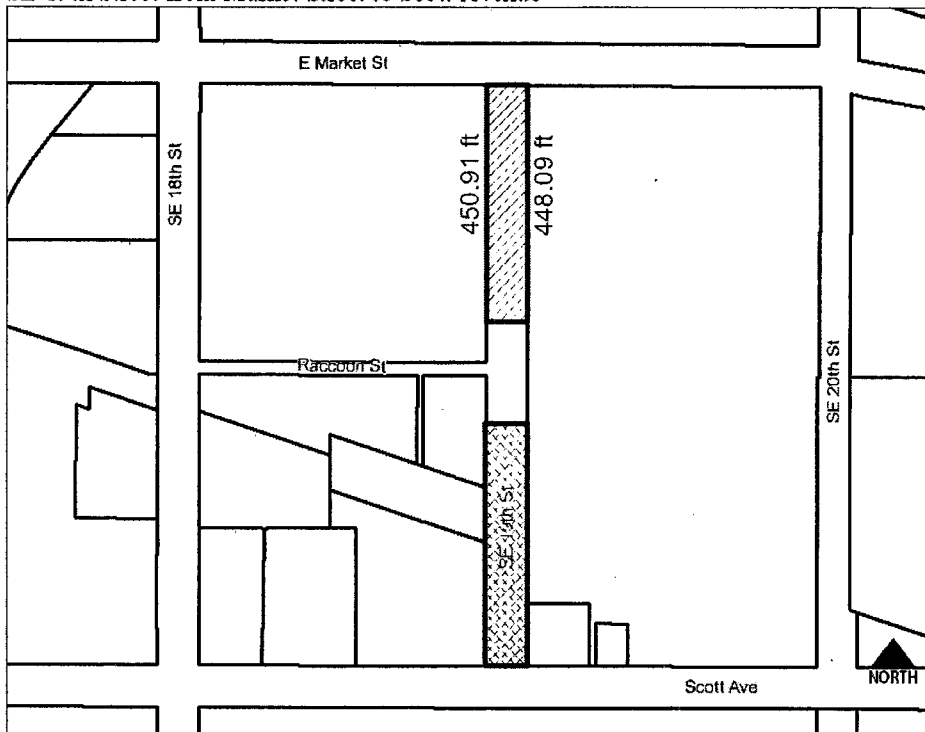 E Market St
SE 18th St
450.91 ft
448.09 ft
Raccoon St
SE 20th St
SE 19th St
Scott Ave
NORTH